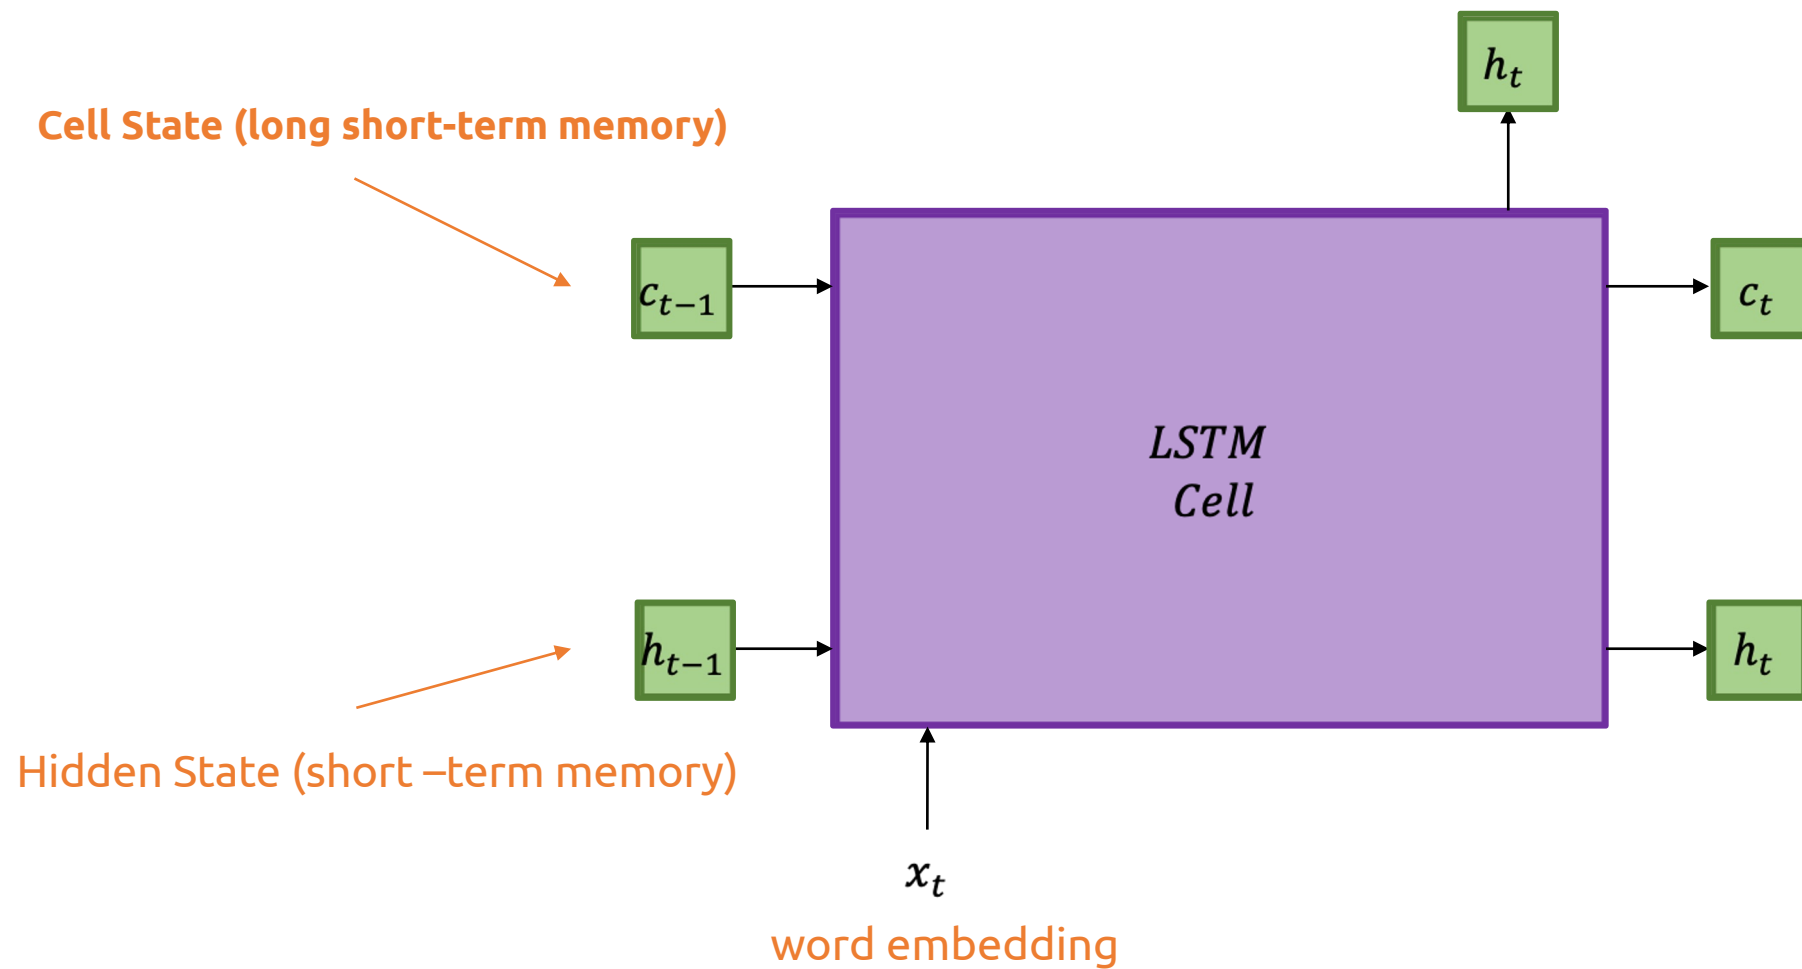 h_t
Cell State (long short-term memory)
c_{t-1}
c_t
LSTM
Cell
h_{t-1}
h_t
Hidden State (short –term memory)
x_t
word embedding